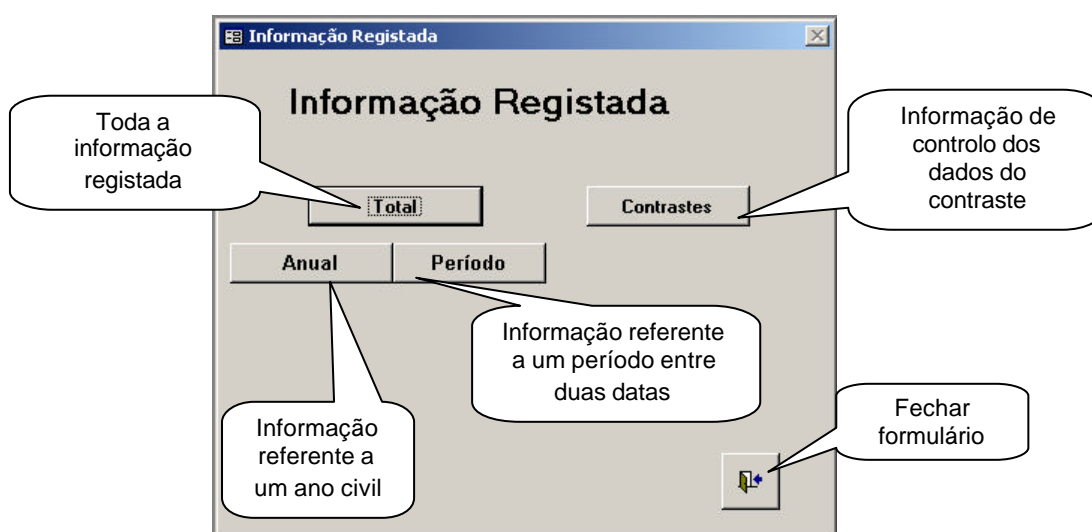 Informação Registada
Informação Registada
Toda a
informação
registada
Informação de
controlo dos
dados do
contraste
Total
Contrastes
Anual
Período
Informação referente
a um período entre
duas datas
Informação
referente a
um ano civil
Fechar
formulário